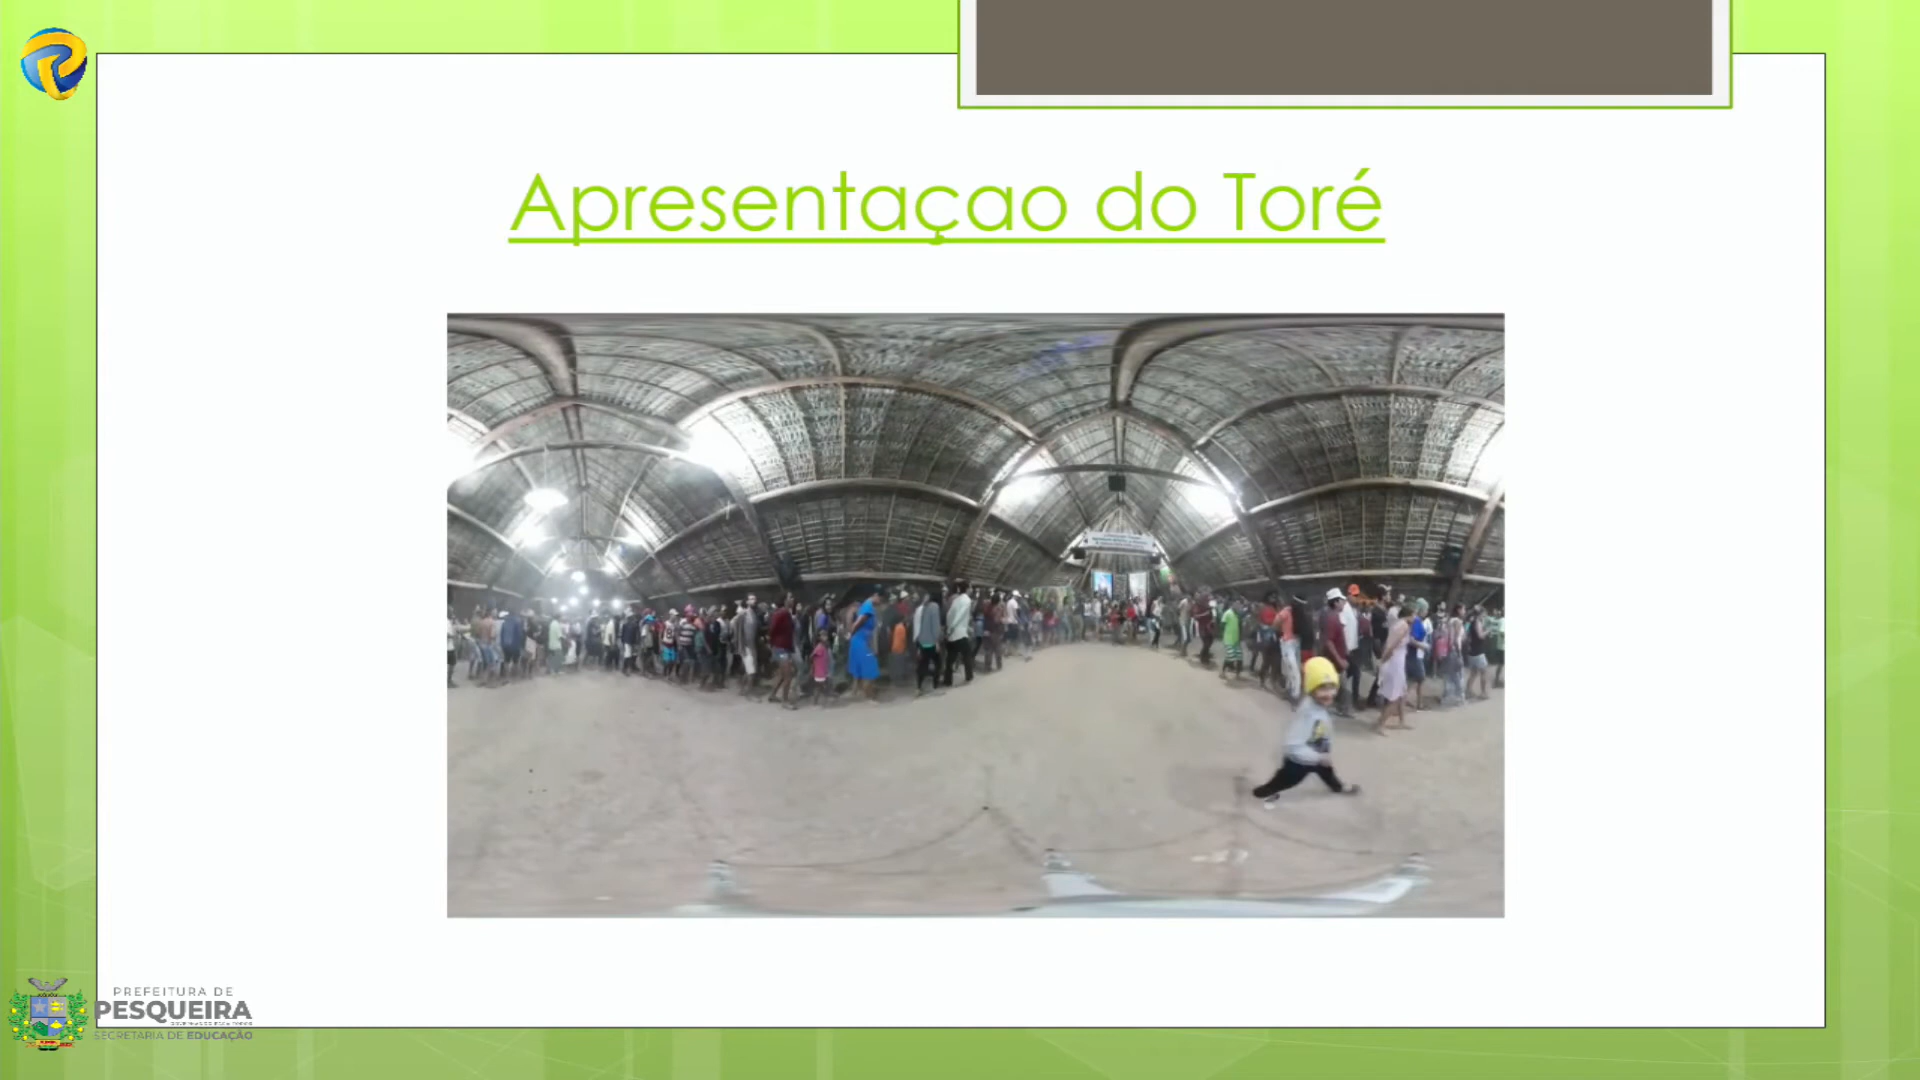 Apresentaçao do Toré
PREFEITURA DE
PESQUEIRA
SECRETARIA DE EDUCAÇÃO